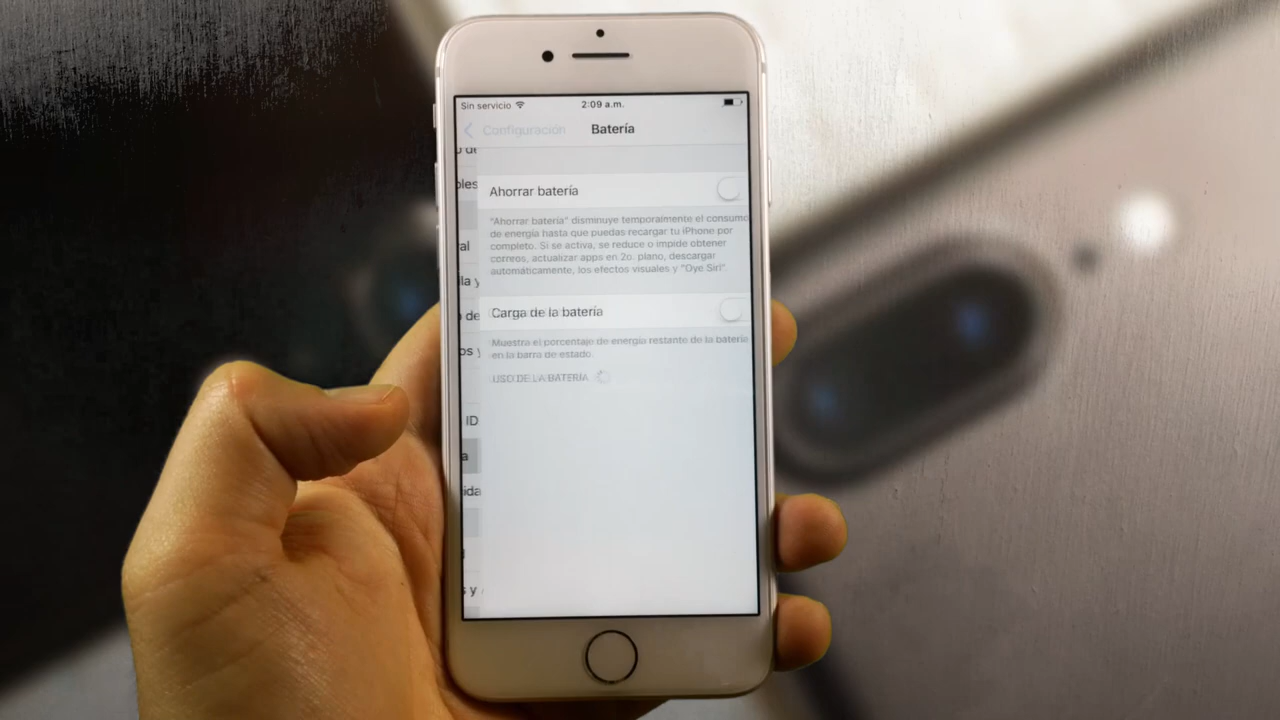 Sin servicio 2:09 a.m.
Configuración Batería
Ahorrar batería
"Ahorrar batería" disminuye temporalmente el consumo
de energía hasta que puedas recargar tu iPhone por
completo. Si se activa, se reduce o impide obtener
correos, actualizar apps en 2o. plano, descargar
automáticamente, los efectos visuales y "Oye Siri".
Carga de la batería
Muestra el porcentaje de energía restante de la batería
en la barra de estado.
USO DE LA BATERÍA
ID